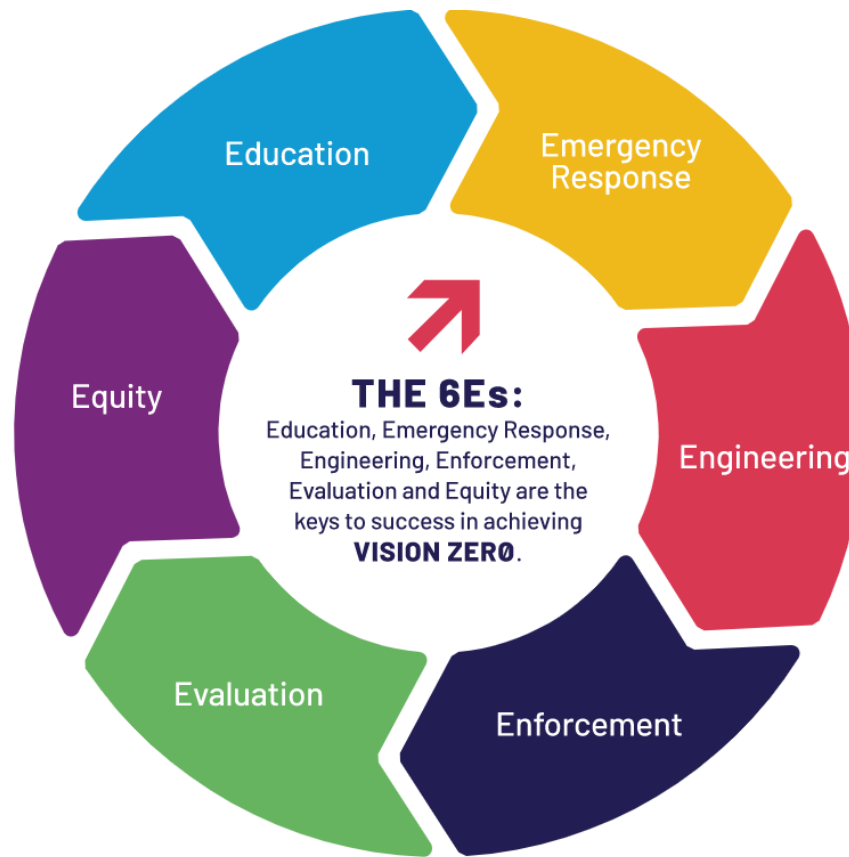 Education
Emergency
Response
Engineering
Enforcement
Evaluation
Equity
THE 6Es:
Education, Emergency Response,
Engineering, Enforcement,
Evaluation and Equity are the
keys to success in achieving
VISION ZERØ.